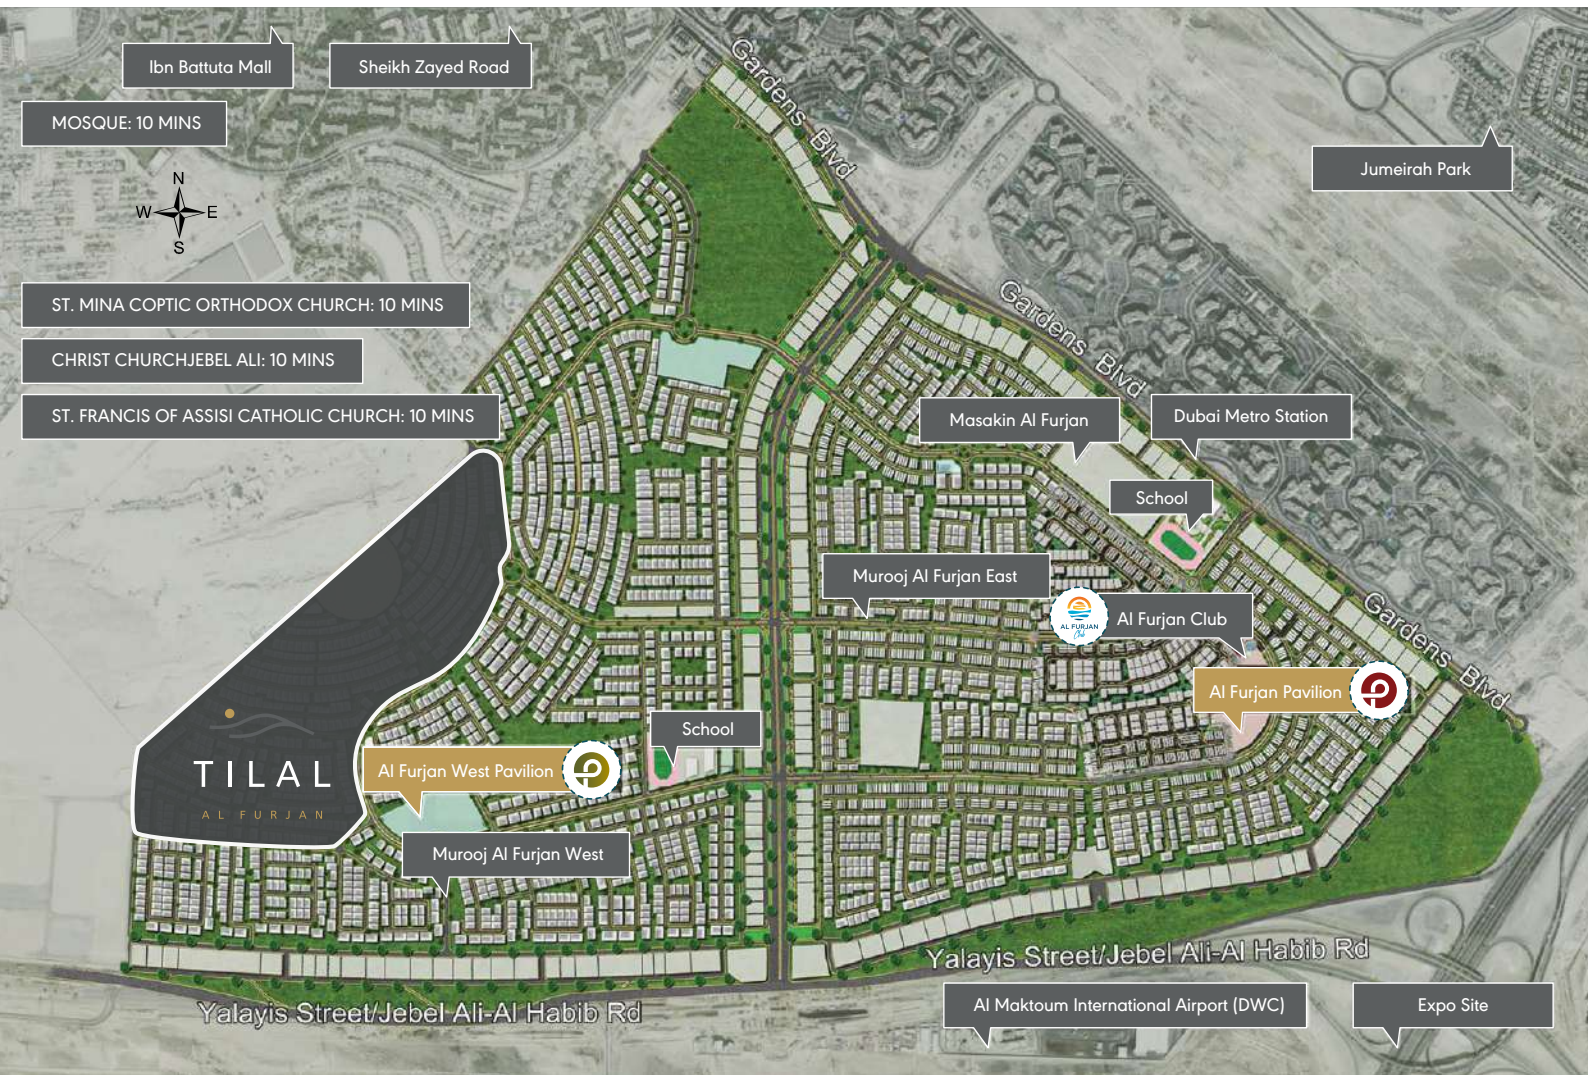 Ibn Battuta Mall
Sheikh Zayed Road
Gardens Blvd
MOSQUE: 10 MINS
Jumeirah Park
N
W
E
S
ST. MINA COPTIC ORTHODOX CHURCH: 10 MINS
Gardens Blvd
CHRIST CHURCHJEBEL ALI: 10 MINS
ST. FRANCIS OF ASSISI CATHOLIC CHURCH: 10 MINS
Masakin Al Furjan
Dubai Metro Station
School
Murooj Al Furjan East
AL FURJAN
Club
Al Furjan Club
Gardens Blvd
Al Furjan Pavilion
School
TILAL
AL FURJAN
Al Furjan West Pavilion
Murooj Al Furjan West
Yalayis Street/Jebel Ali-Al Habib Rd
Yalayis Street/Jebel Ali-Al Habib Rd
Al Maktoum International Airport (DWC)
Expo Site